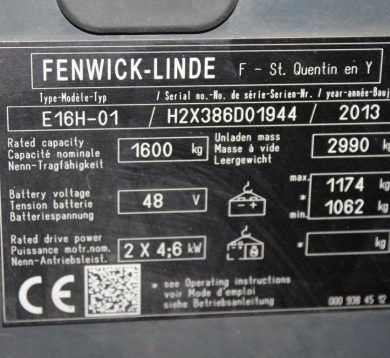 FENWICK-LINDE F - St. Quentin en Y
Type-Modèle-Typ / Serial no.-No. de série-Serien-Nr. / year-année-Bauj
E16H-01 / H2X386D01944 / 2013
Rated capacity
Capacité nominale
Nenn-Tragfähigkeit
1600 kg
Unladen mass
Masse à vide
Leergewicht
2990 kg
Battery voltage
Tension batterie
Batteriespannung
48 V
- +
max. 1174 kg
*
min. 1062 kg
Rated drive power
Puissance motr.nom.
Nenn-Antriebsleist.
2 X 4;6 kW
* kg
CE
* see Operating instructions
voir Mode d'emploi
siehe Betriebsanleitung
000 938 45 12